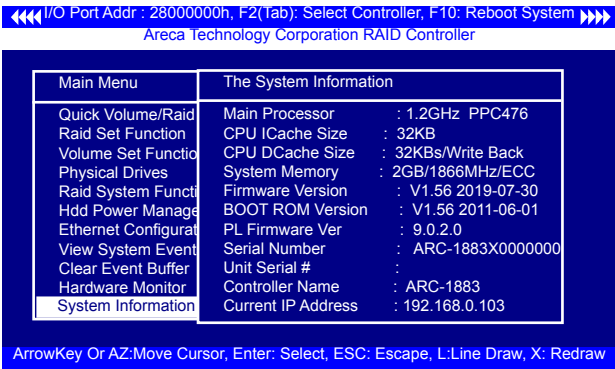 I/O Port Addr : 28000000h, F2(Tab): Select Controller, F10: Reboot System
Areca Technology Corporation RAID Controller
Main Menu
Quick Volume/Raid
Raid Set Function
Volume Set Functio
Physical Drives
Raid System Functi
Hdd Power Manage
Ethernet Configurat
View System Event
Clear Event Buffer
Hardware Monitor
System Information
The System Information
Main Processor : 1.2GHz PPC476
CPU ICache Size : 32KB
CPU DCache Size : 32KBs/Write Back
System Memory : 2GB/1866MHz/ECC
Firmware Version : V1.56 2019-07-30
BOOT ROM Version : V1.56 2011-06-01
PL Firmware Ver : 9.0.2.0
Serial Number : ARC-1883X0000000
Unit Serial # :
Controller Name : ARC-1883
Current IP Address : 192.168.0.103
ArrowKey Or AZ:Move Cursor, Enter: Select, ESC: Escape, L:Line Draw, X: Redraw